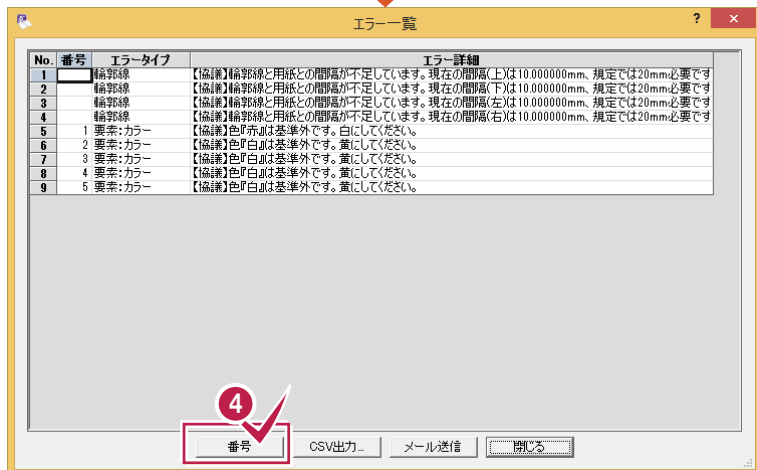 エラー一覧
? ×
No. 番号 エラータイプ エラー詳細
1 輪郭線 【協議】輪郭線と用紙との間隔が不足しています。現在の間隔(上)は10.000000mm、規定では20mm必要です
2 輪郭線 【協議】輪郭線と用紙との間隔が不足しています。現在の間隔(下)は10.000000mm、規定では20mm必要です
3 輪郭線 【協議】輪郭線と用紙との間隔が不足しています。現在の間隔(左)は10.000000mm、規定では20mm必要です
4 輪郭線 【協議】輪郭線と用紙との間隔が不足しています。現在の間隔(右)は10.000000mm、規定では20mm必要です
5 1 要素:カラー 【協議】色『赤』は基準外です。白にしてください。
6 2 要素:カラー 【協議】色『白』は基準外です。黄にしてください。
7 3 要素:カラー 【協議】色『白』は基準外です。黄にしてください。
8 4 要素:カラー 【協議】色『白』は基準外です。黄にしてください。
9 5 要素:カラー 【協議】色『白』は基準外です。黄にしてください。
4
番号 CSV出力... メール送信 閉じる